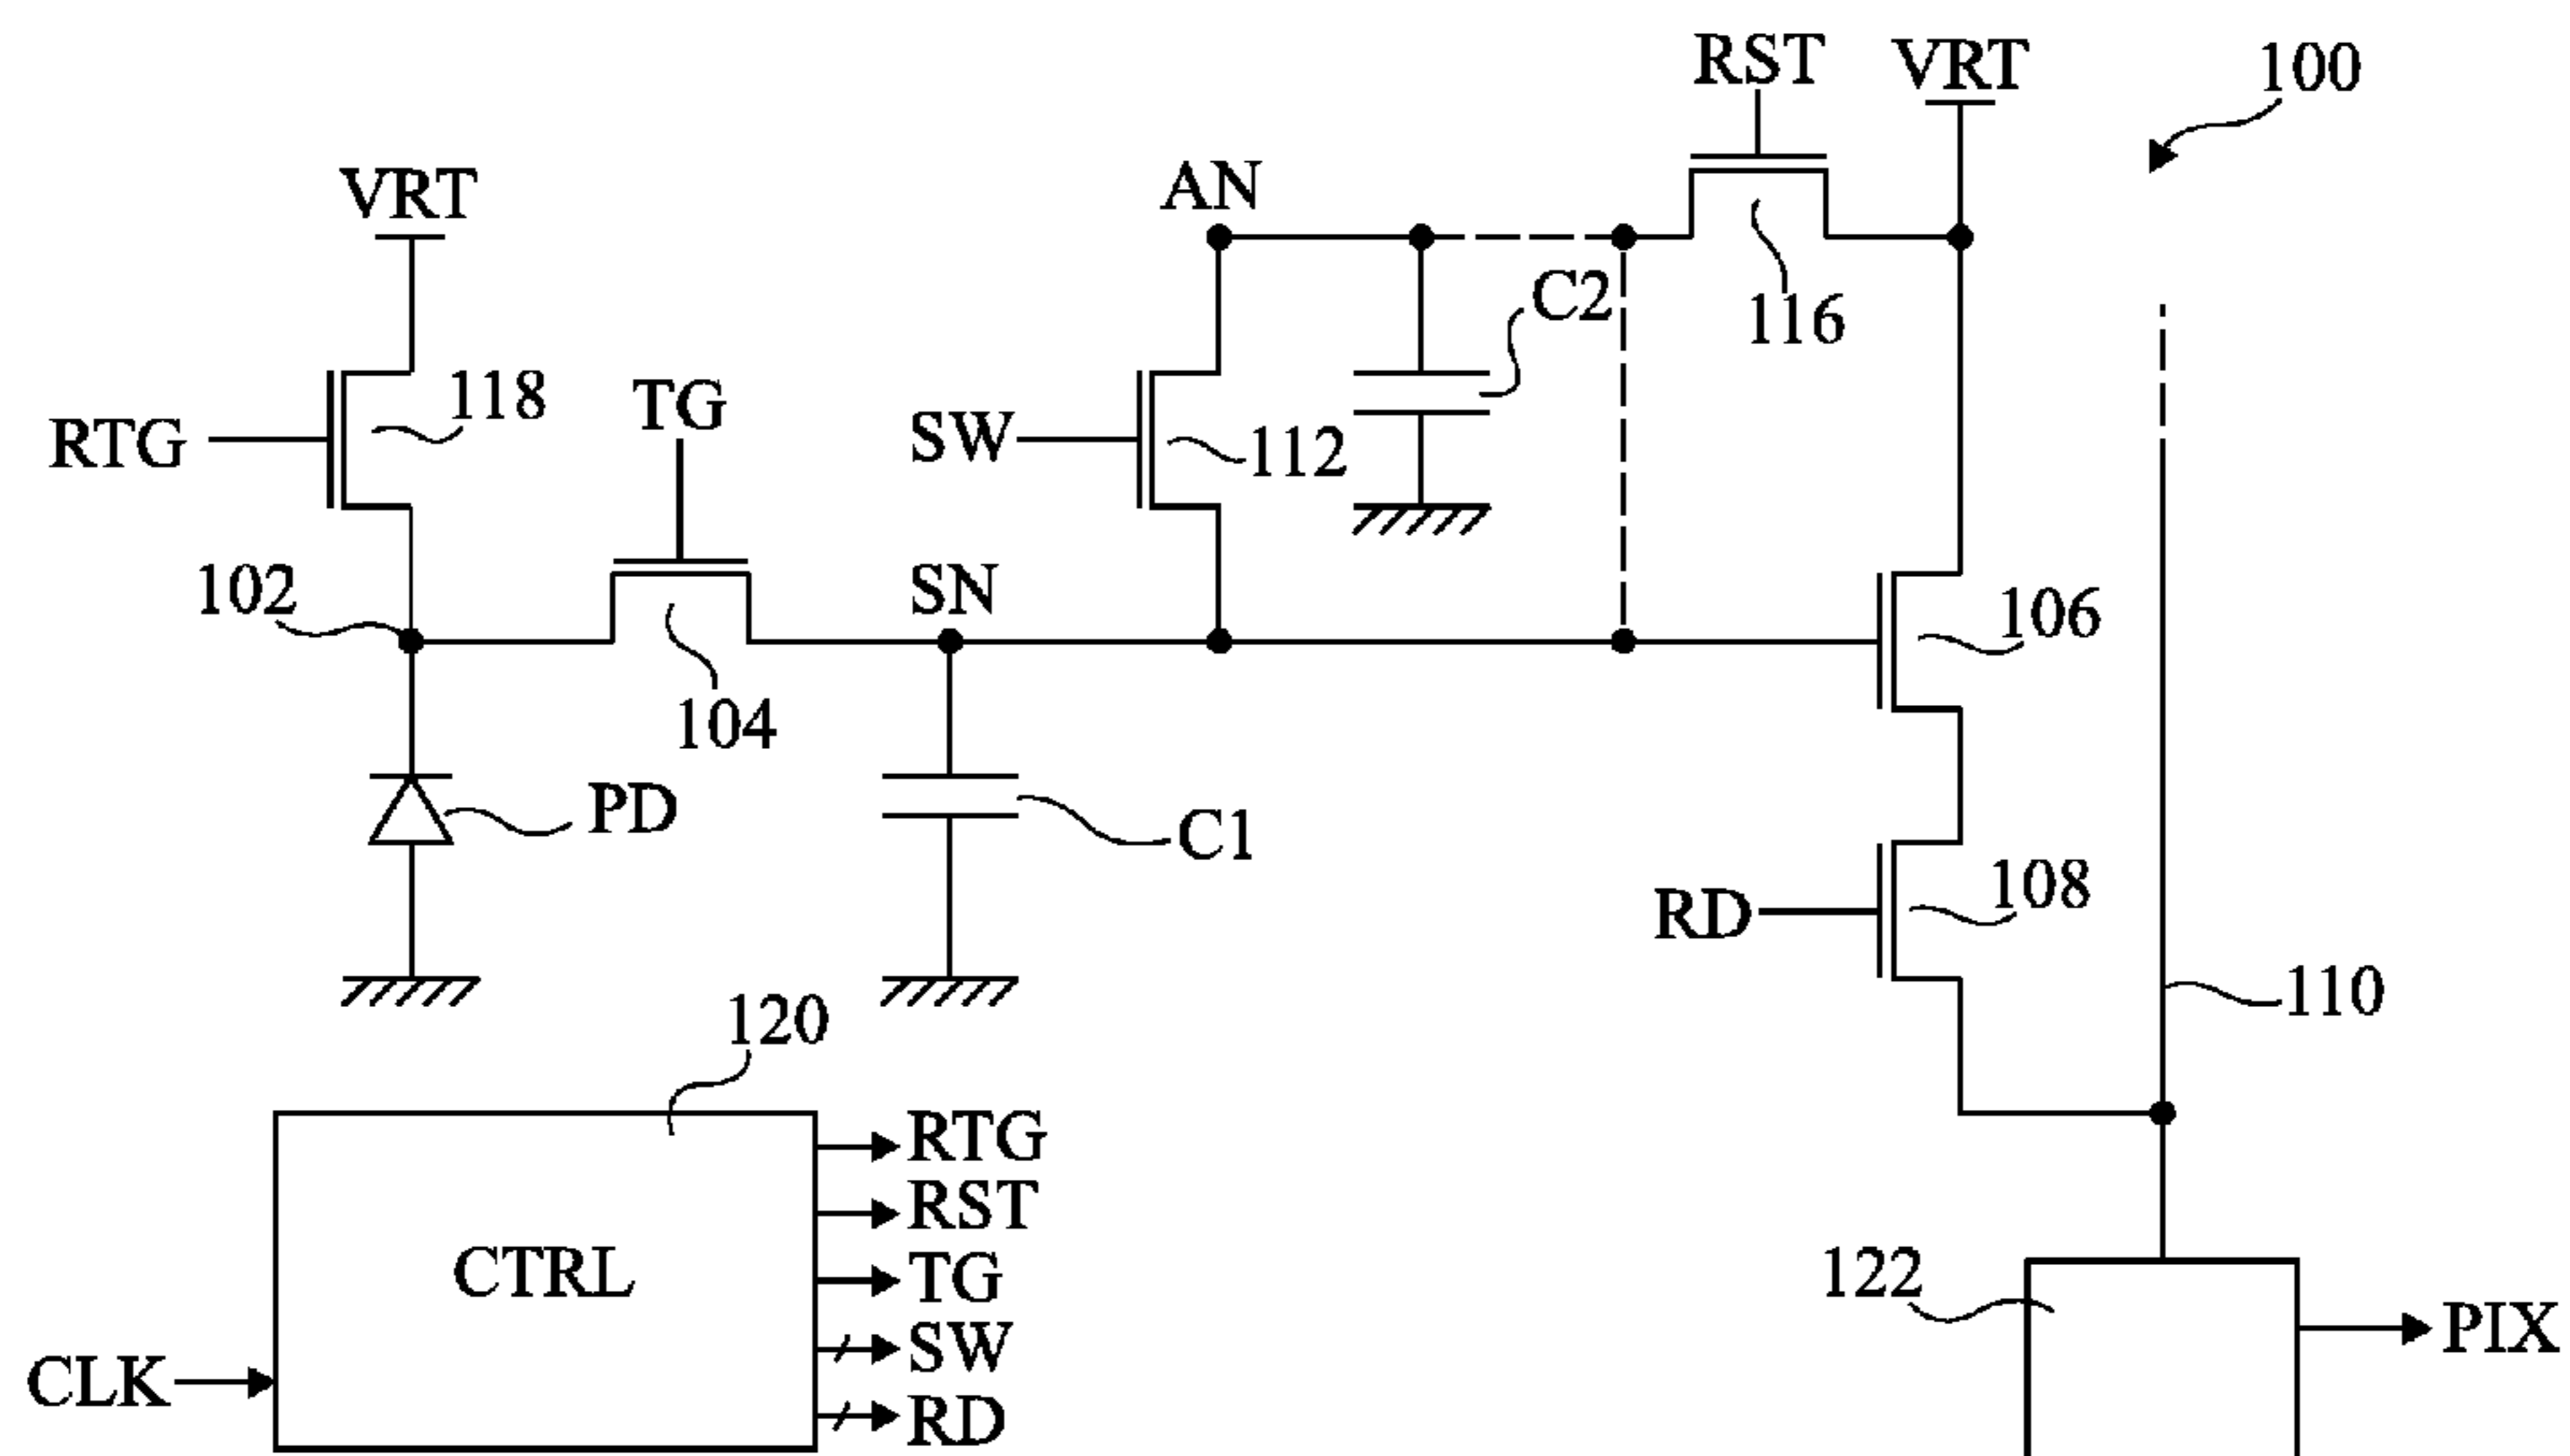 RST
VRT
100
VRT
AN
C2
116
118
TG
RTG
SW
112
102
SN
106
104
PD
C1
108
RD
110
120
RTG
RST
TG
SW
RD
CTRL
CLK
122
PIX